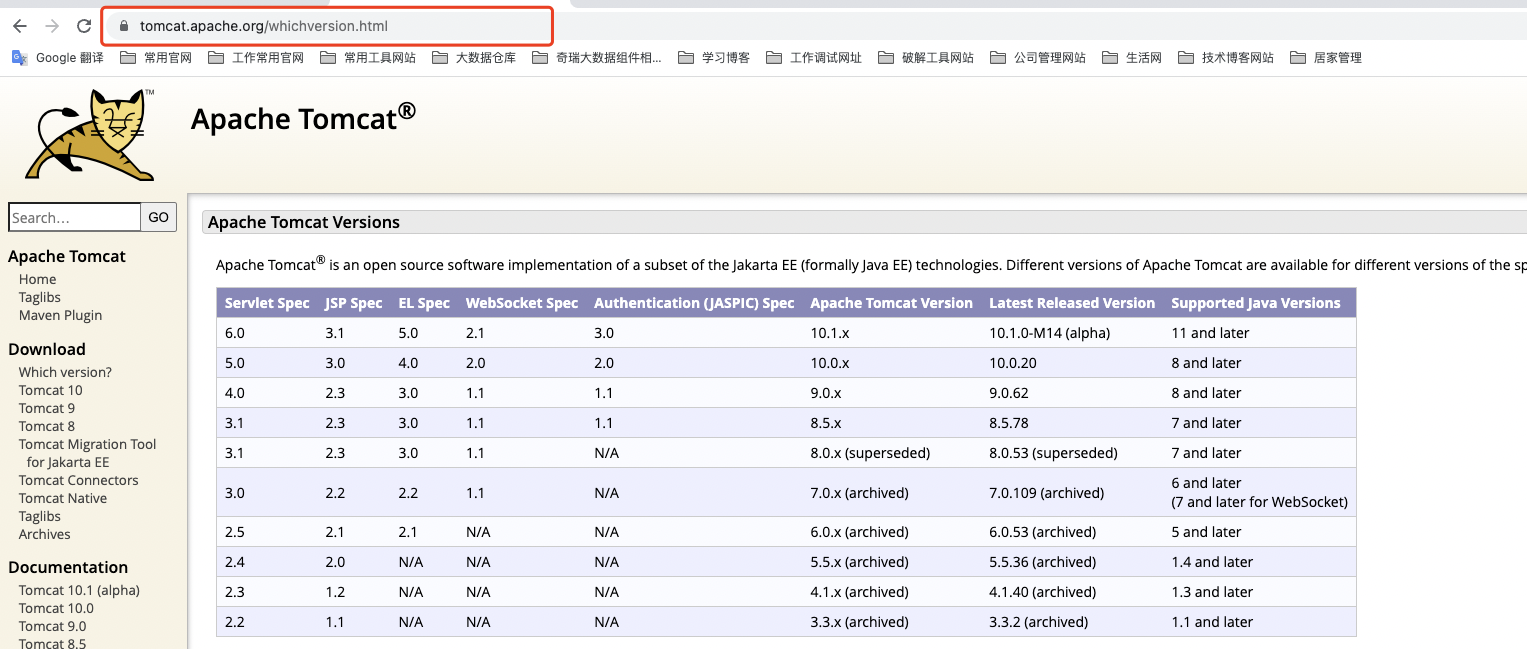 tomcat.apache.org/whichversion.html
Google 翻译 常用官网 工作常用官网 常用工具网站 大数据仓库 奇瑞大数据组件相... 学习博客 工作调试网址 破解工具网站 公司管理网站 生活网 技术博客网站 居家管理
TM
Apache Tomcat®
Search… GO
Apache Tomcat
Home
Taglibs
Maven Plugin
Download
Which version?
Tomcat 10
Tomcat 9
Tomcat 8
Tomcat Migration Tool
for Jakarta EE
Tomcat Connectors
Tomcat Native
Taglibs
Archives
Documentation
Tomcat 10.1 (alpha)
Tomcat 10.0
Tomcat 9.0
Tomcat 8.5
Apache Tomcat Versions
Apache Tomcat® is an open source software implementation of a subset of the Jakarta EE (formally Java EE) technologies. Different versions of Apache Tomcat are available for different versions of the sp
Servlet Spec JSP Spec EL Spec WebSocket Spec Authentication (JASPIC) Spec Apache Tomcat Version Latest Released Version Supported Java Versions
6.0 3.1 5.0 2.1 3.0 10.1.x 10.1.0-M14 (alpha) 11 and later
5.0 3.0 4.0 2.0 2.0 10.0.x 10.0.20 8 and later
4.0 2.3 3.0 1.1 1.1 9.0.x 9.0.62 8 and later
3.1 2.3 3.0 1.1 1.1 8.5.x 8.5.78 7 and later
3.1 2.3 3.0 1.1 N/A 8.0.x (superseded) 8.0.53 (superseded) 7 and later
3.0 2.2 2.2 1.1 N/A 7.0.x (archived) 7.0.109 (archived) 6 and later
(7 and later for WebSocket)
2.5 2.1 2.1 N/A N/A 6.0.x (archived) 6.0.53 (archived) 5 and later
2.4 2.0 N/A N/A N/A 5.5.x (archived) 5.5.36 (archived) 1.4 and later
2.3 1.2 N/A N/A N/A 4.1.x (archived) 4.1.40 (archived) 1.3 and later
2.2 1.1 N/A N/A N/A 3.3.x (archived) 3.3.2 (archived) 1.1 and later